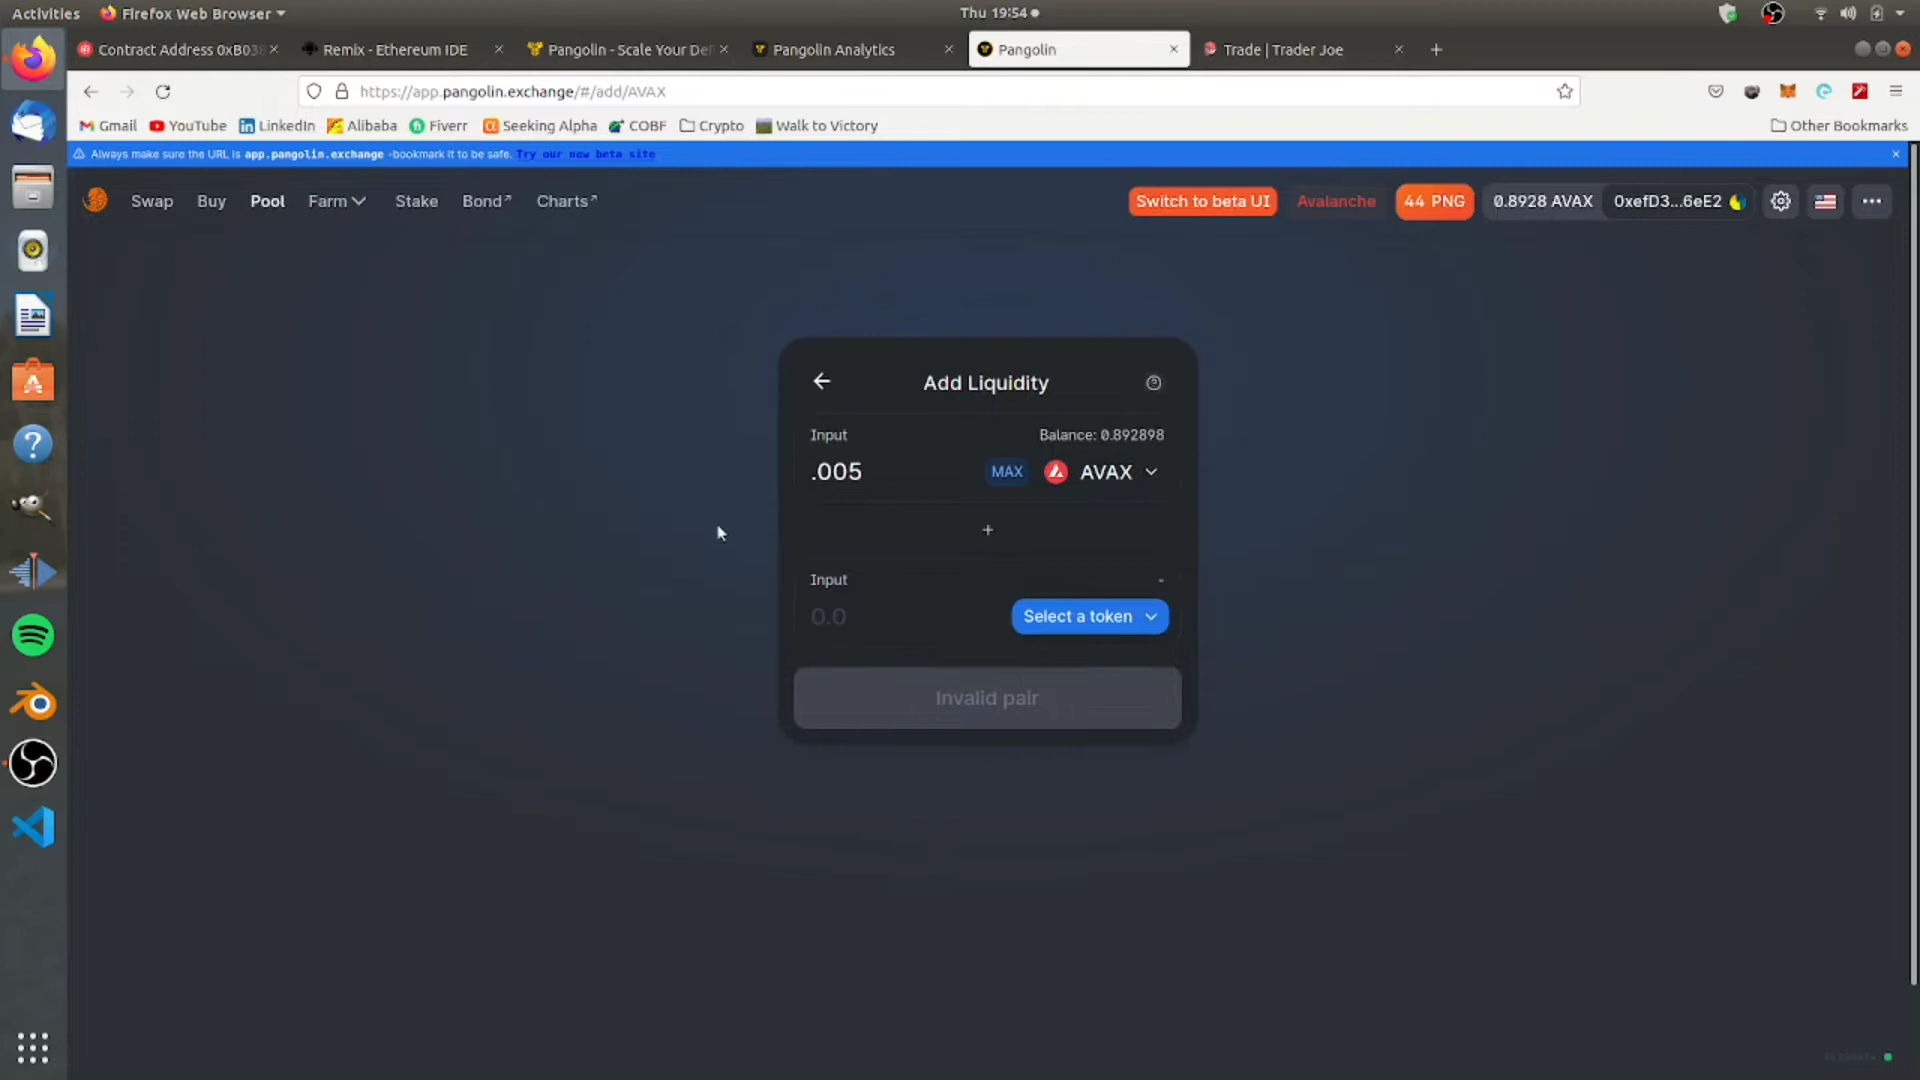 Activities Firefox Web Browser Thu 19:54
Contract Address 0xB038 Remix - Ethereum IDE Pangolin - Scale Your De Pangolin Analytics Pangolin Trade | Trader Joe
https://app.pangolin.exchange/#/add/AVAX
Gmail YouTube LinkedIn Alibaba Fiverr Seeking Alpha COBF Crypto Walk to Victory Other Bookmarks
Always make sure the URL is app.pangolin.exchange -bookmark it to be safe. Try our new beta site
Swap Buy Pool Farm Stake Bond↗ Charts↗ Switch to beta UI Avalanche 44 PNG 0.8928 AVAX 0xefD3...6eE2
Add Liquidity
Input Balance: 0.892898
.005 MAX AVAX
+
Input -
0.0 Select a token
Invalid pair